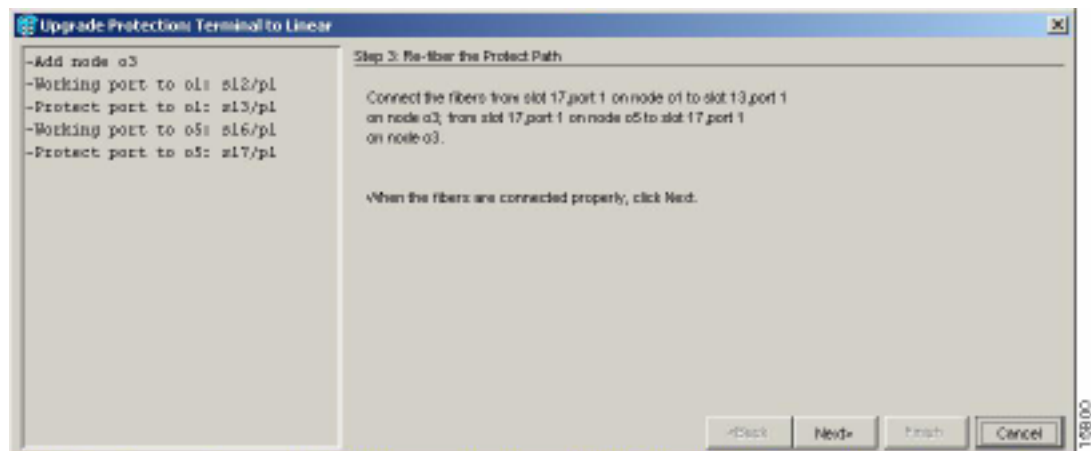 Upgrade Protection: Terminal to Linear
-Add node o3
-Working port to o1: s12/p1
-Protect port to o1: s13/p1
-Working port to o5: s16/p1
-Protect port to o5: s17/p1
Step 3: Re-fiber the Protect Path
Connect the fibers from slot 17,port 1 on node o1 to slot 13,port 1
on node o3; from slot 17,port 1 on node o5 to slot 17,port 1
on node o3.
When the fibers are connected properly, click Next.
<Back
Next>
Finish
Cancel